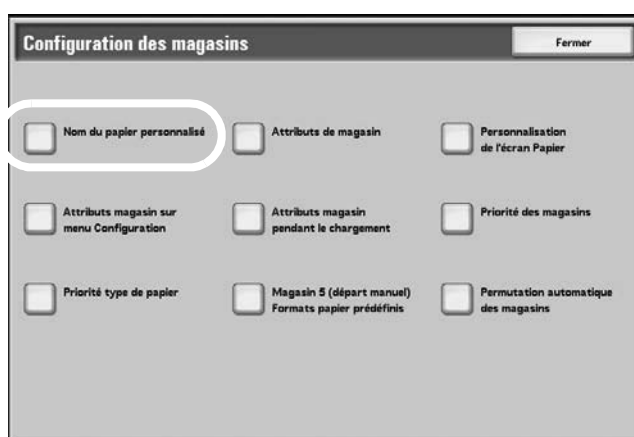 Configuration des magasins
Fermer
Nom du papier personnalisé
Attributs de magasin
Personnalisation
de l'écran Papier
Attributs magasin sur
menu Configuration
Attributs magasin
pendant le chargement
Priorité des magasins
Priorité type de papier
Magasin 5 (départ manuel)
Formats papier prédéfinis
Permutation automatique
des magasins